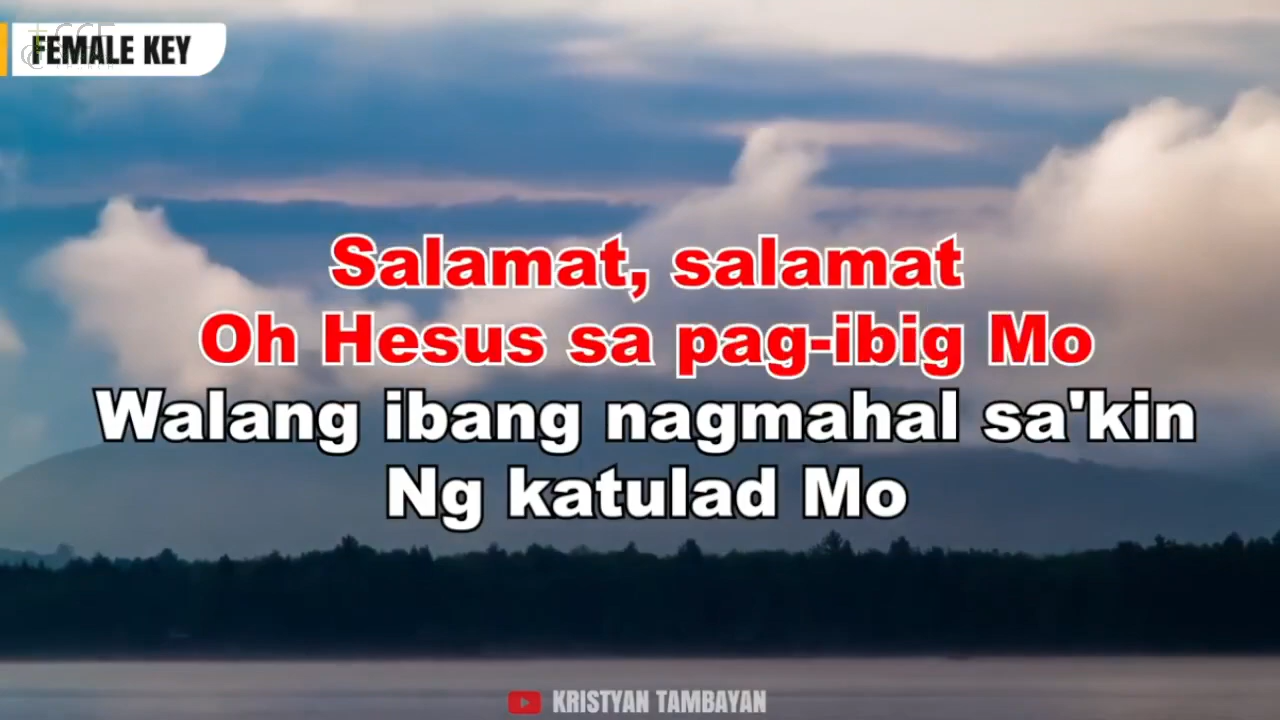 FEMALE KEY
Salamat, salamat
Oh Hesus sa pag-ibig Mo
Walang ibang nagmahal sa'kin
Ng katulad Mo
KRISTYAN TAMBAYAN